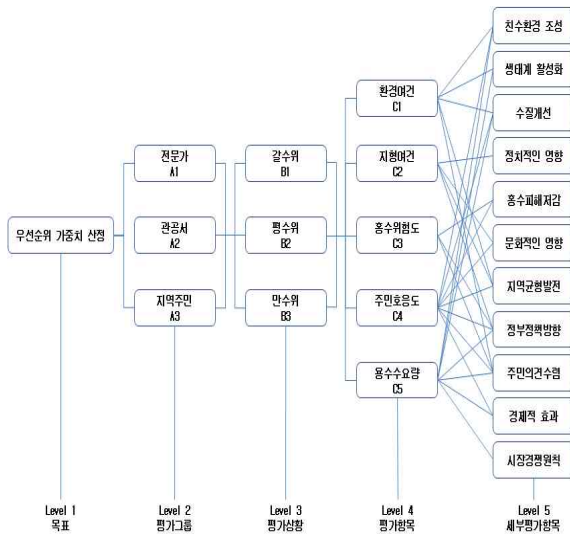 우선순위 가중치 산정
전문가
A1
관공서
A2
지역주민
A3
갈수위
B1
평수위
B2
만수위
B3
환경여건
C1
지형여건
C2
홍수위험도
C3
주민호응도
C4
용수수요량
C5
친수환경 조성
생태계 활성화
수질개선
정치적인 영향
홍수피해저감
문화적인 영향
지역균형발전
정부정책방향
주민의견수렴
경제적 효과
시장경쟁원칙
Level 1
목표
Level 2
평가그룹
Level 3
평가상황
Level 4
평가항목
Level 5
세부평가항목